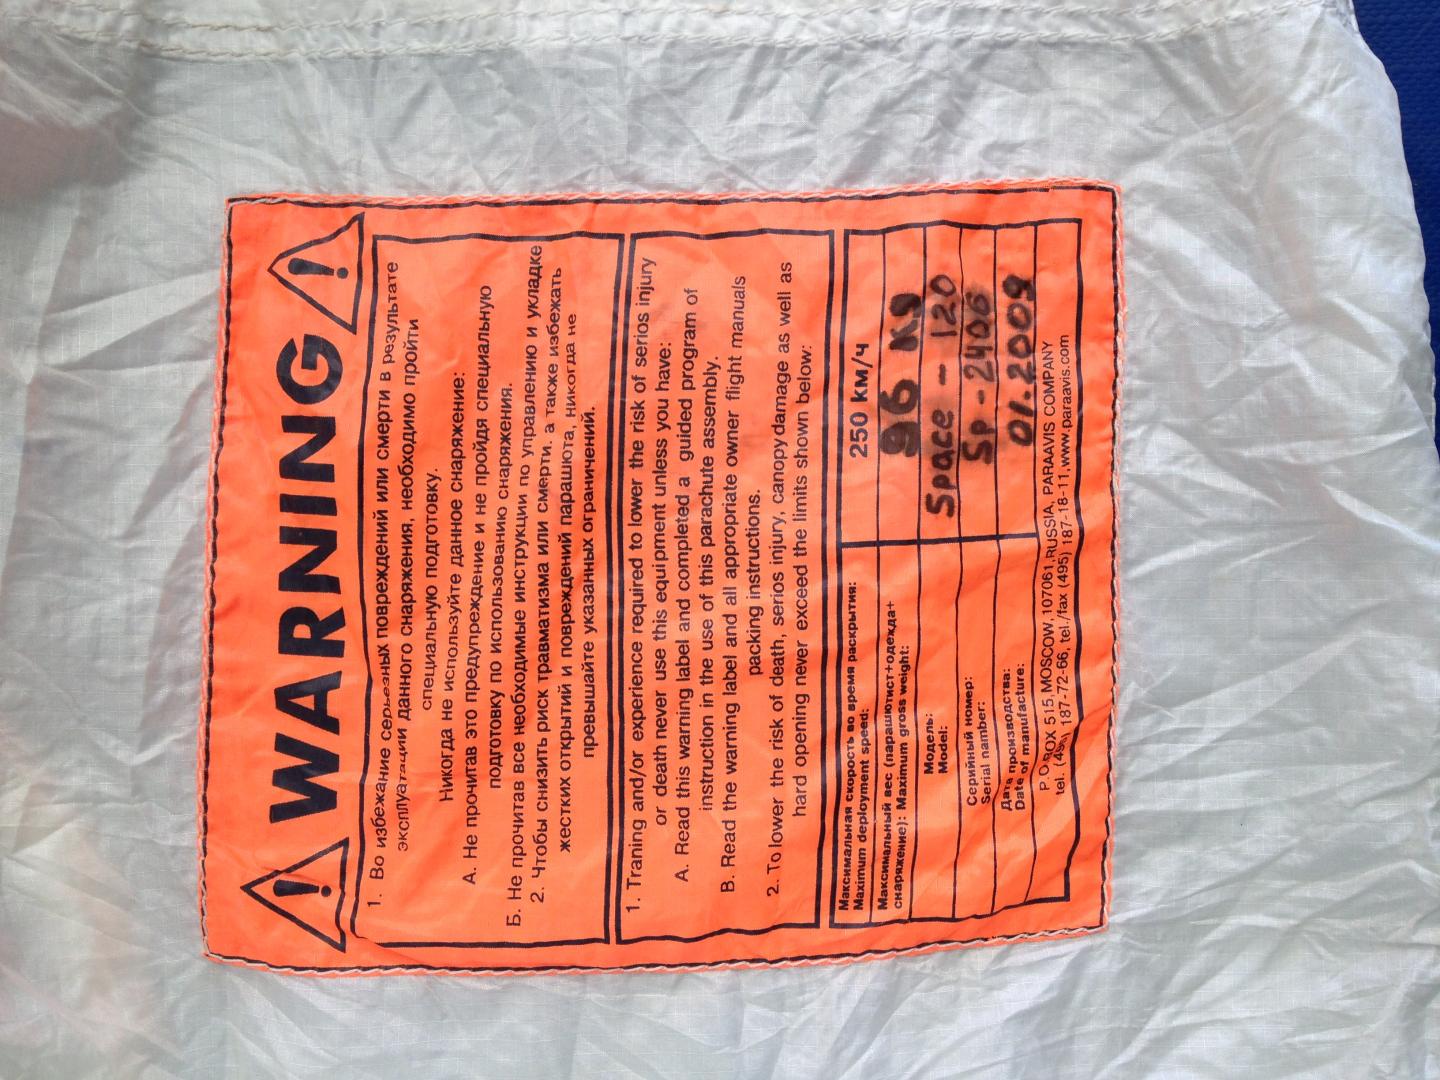 WARNING
1. Во избежание серьезных повреждений или смерти в результате
эксплуатации данного снаряжения, необходимо пройти
специальную подготовку.
Никогда не используйте данное снаряжение:
А. Не прочитав это предупреждение и не пройдя специальную
подготовку по использованию снаряжения.
Б. Не прочитав все необходимые инструкции по управлению и укладке
2. Чтобы снизить риск травматизма или смерти, а также избежать
жестких открытий и повреждений парашюта, никогда не
превышайте указанных ограничений.
1. Traning and/or experience required to lower the risk of serios injury
or death never use this equipment unless you have:
A. Read this warning label and completed a guided program of
instruction in the use of this parachute assembly.
B. Read the warning label and all appropriate owner flight manuals
packing instructions.
2. To lower the risk of death, serios injury, canopy damage as well as
hard opening never exceed the limits shown below:
Максимальная скорость во время раскрытия:
Maximum deployment speed:
250 км/ч
Максимальный вес (парашютист+одежда+
снаряжение): Maximum gross weight:
96 кg
Модель:
Model:
Space - 120
Серийный номер:
Serial namber:
Sp - 2406
Дата производства:
Date of manufacture:
01.2009
P.O.BOX 515, MOSCOW, 107061, RUSSIA, PARAAVIS COMPANY
tel. (495) 187-72-66, tel./fax (495) 187-18-11, www.paraavis.com